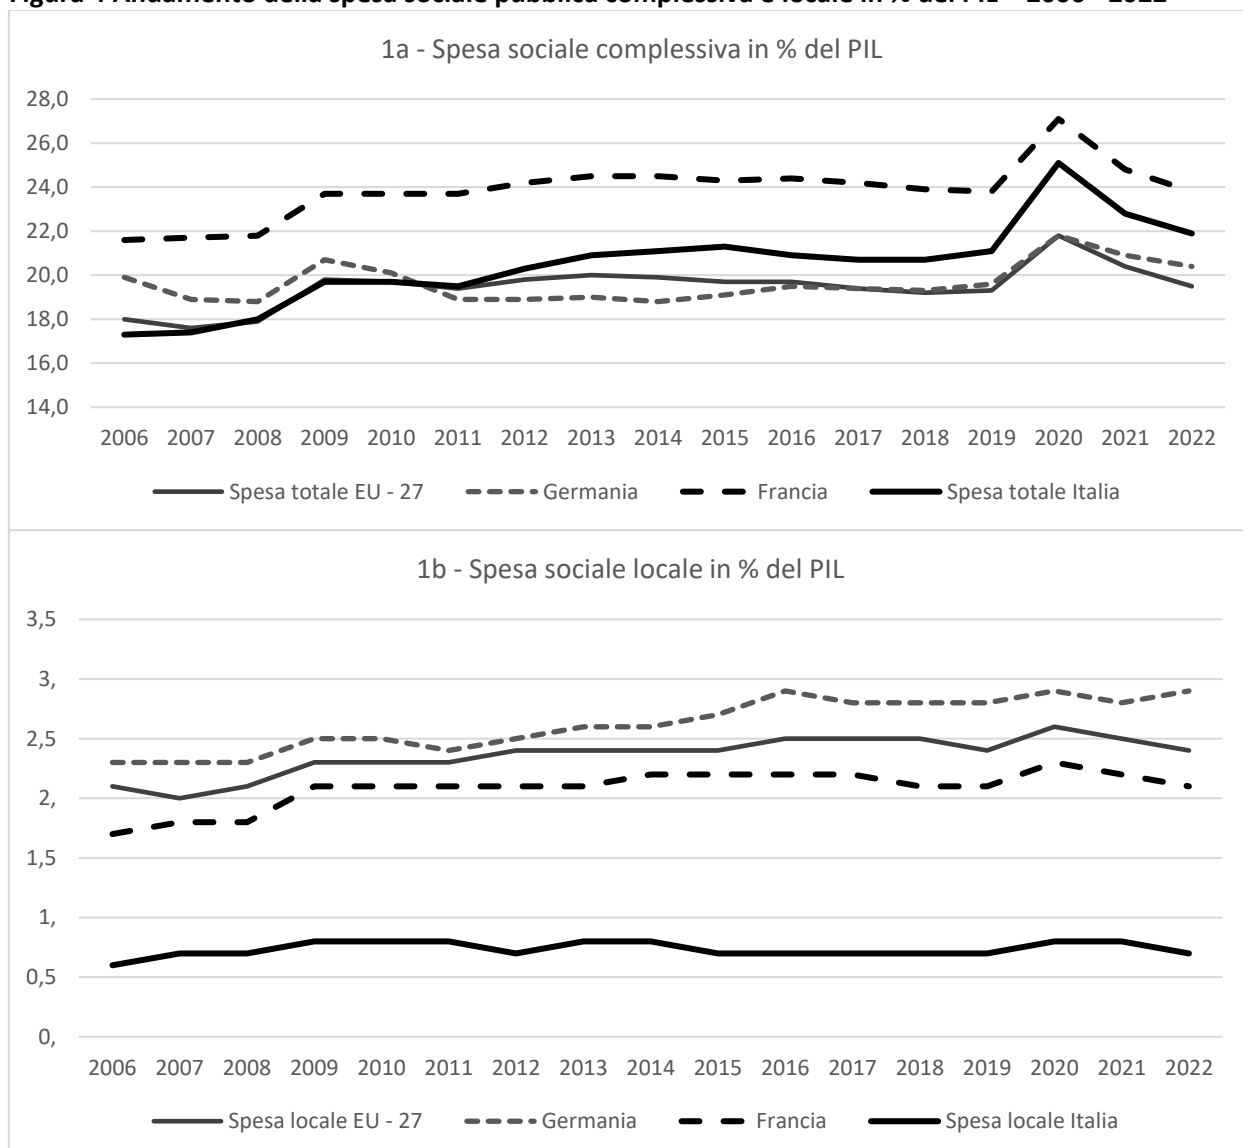 Figura Andamento della spesa sociale pubblica complessiva e locale in % del PIL – 2006 - 2022
1a - Spesa sociale complessiva in % del PIL
28,0
26,0
24,0
22,0
20,0
18,0
16,0
14,0
2006 2007 2008 2009 2010 2011 2012 2013 2014 2015 2016 2017 2018 2019 2020 2021 2022
Spesa totale EU - 27 Germania Francia Spesa totale Italia
1b - Spesa sociale locale in % del PIL
3,5
3,
2,5
2,
1,5
1,
0,5
0,
2006 2007 2008 2009 2010 2011 2012 2013 2014 2015 2016 2017 2018 2019 2020 2021 2022
Spesa locale EU - 27 Germania Francia Spesa locale Italia